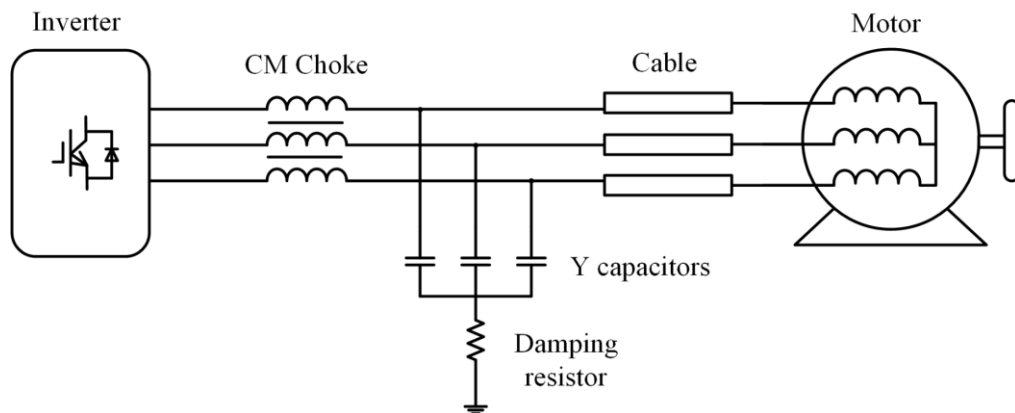 Inverter
CM Choke
Cable
Motor
Y capacitors
Damping
resistor